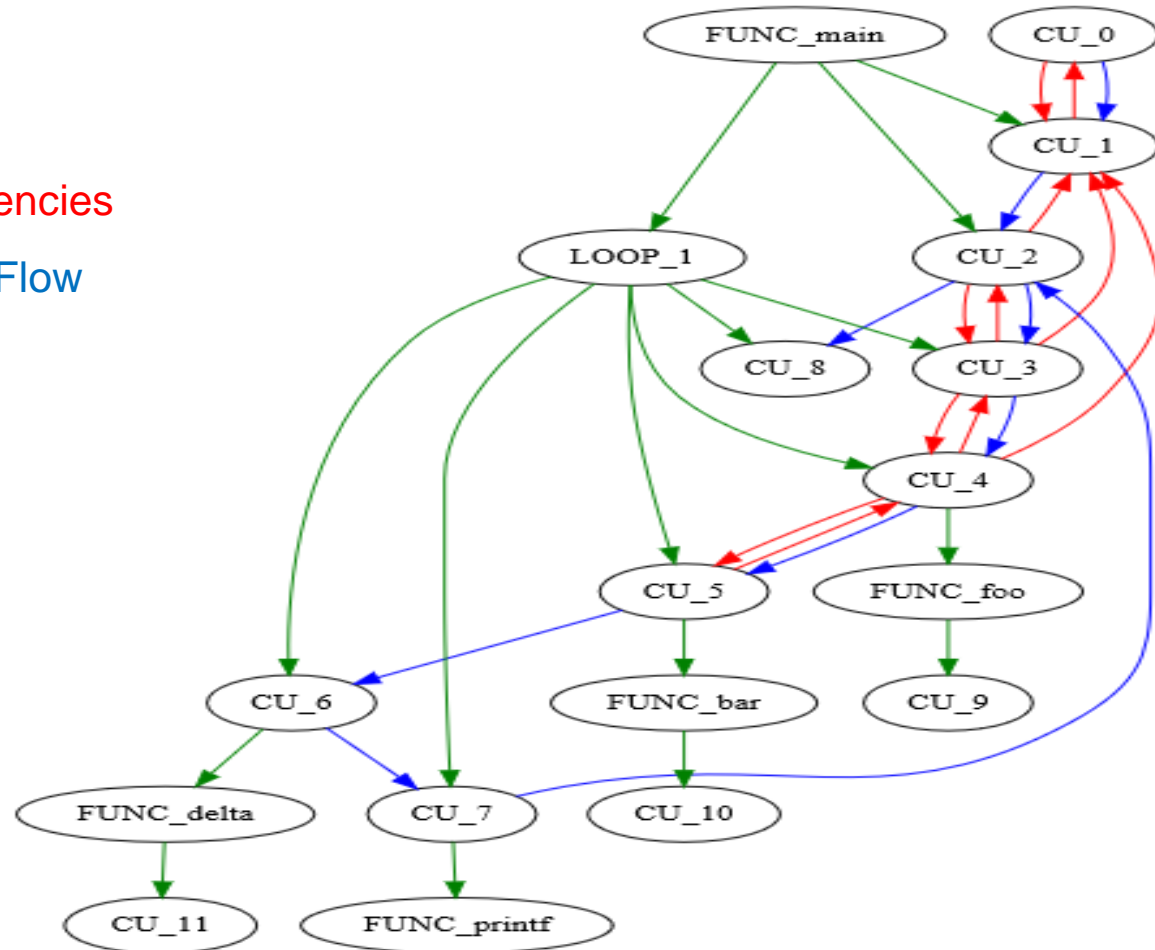 FUNC_main
CU_0
CU_1
encies
Flow
LOOP_1
CU_2
CU_8
CU_3
CU_4
CU_5
FUNC_foo
CU_6
FUNC_bar
CU_9
FUNC_delta
CU_7
CU_10
CU_11
FUNC_printf